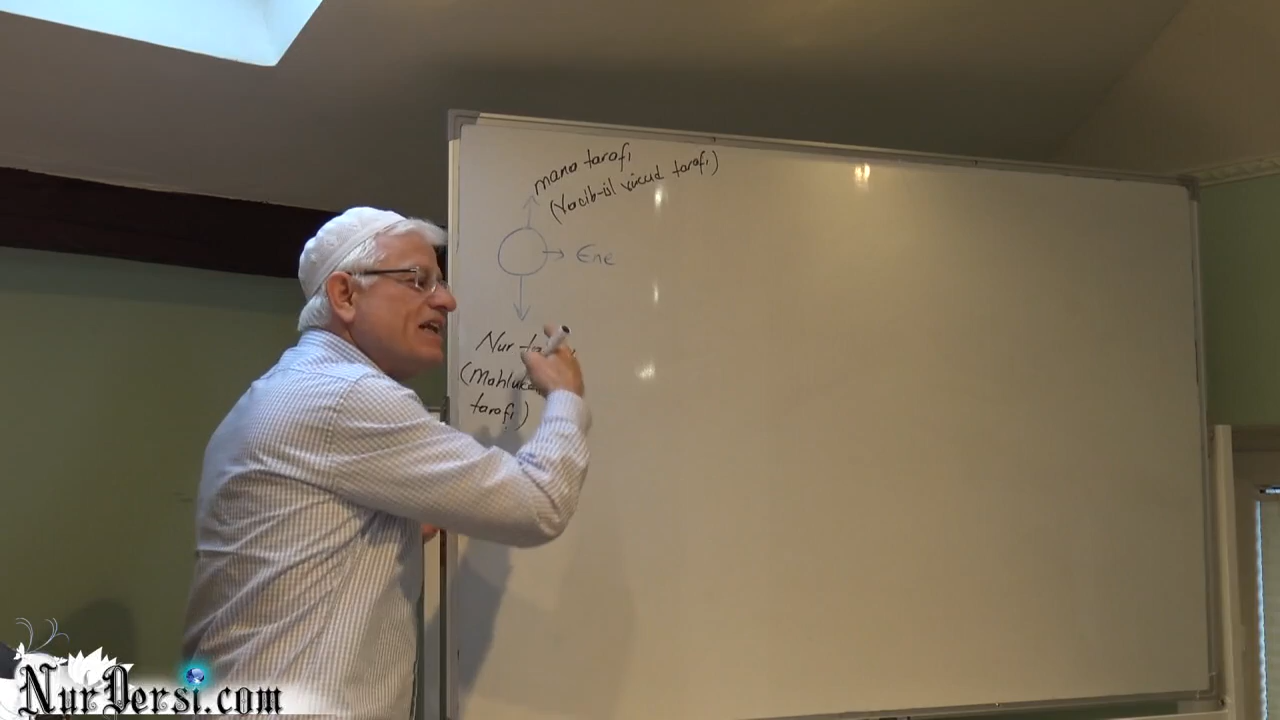 mana tarafı
(Vacib-ül vücud tarafı)
Ene
Nur
(Mahluka
tarafı)
NurDersi.com